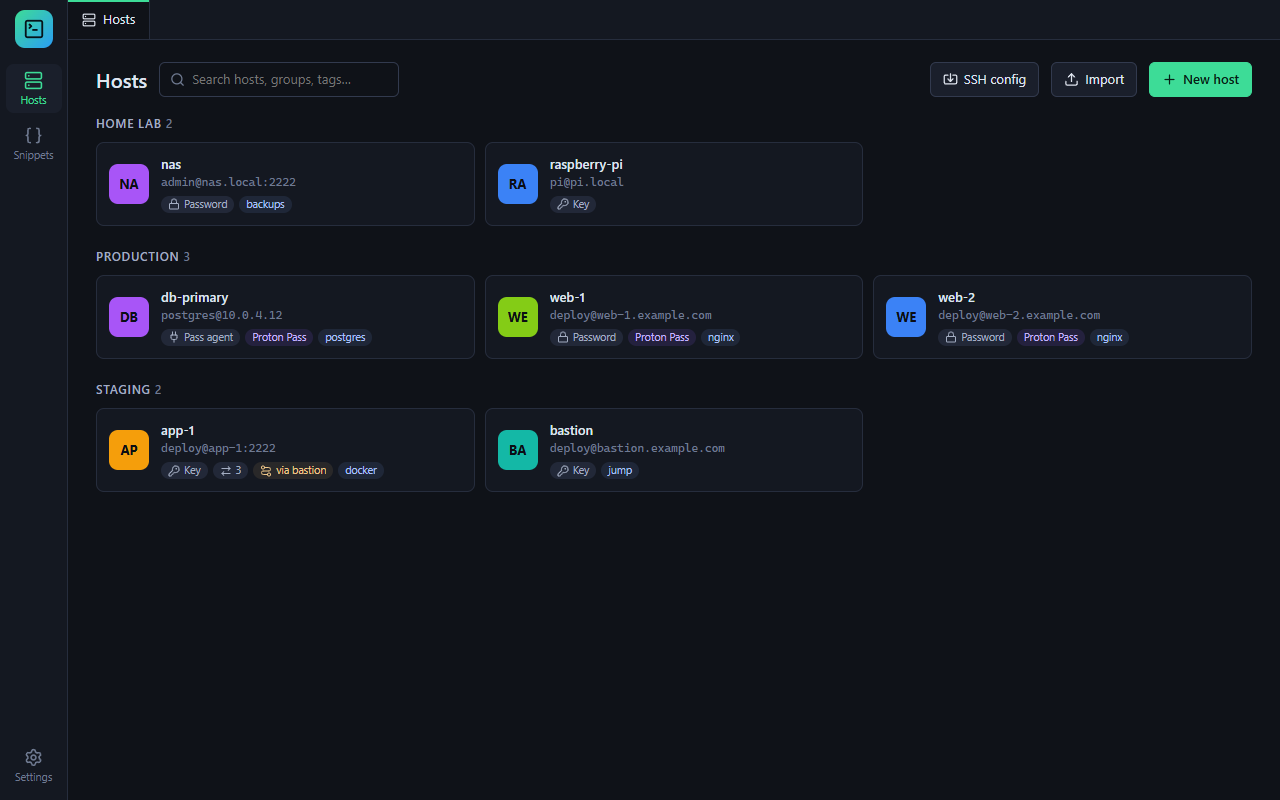 Hosts
Hosts
Snippets
Settings
Hosts
Search hosts, groups, tags...
SSH config
Import
New host
HOME LAB 2
NA
nas
admin@nas.local:2222
Password
backups
RA
raspberry-pi
pi@pi.local
Key
PRODUCTION 3
DB
db-primary
postgres@10.0.4.12
Pass agent
Proton Pass
postgres
WE
web-1
deploy@web-1.example.com
Password
Proton Pass
nginx
WE
web-2
deploy@web-2.example.com
Password
Proton Pass
nginx
STAGING 2
AP
app-1
deploy@app-1:2222
Key
3
via bastion
docker
BA
bastion
deploy@bastion.example.com
Key
jump